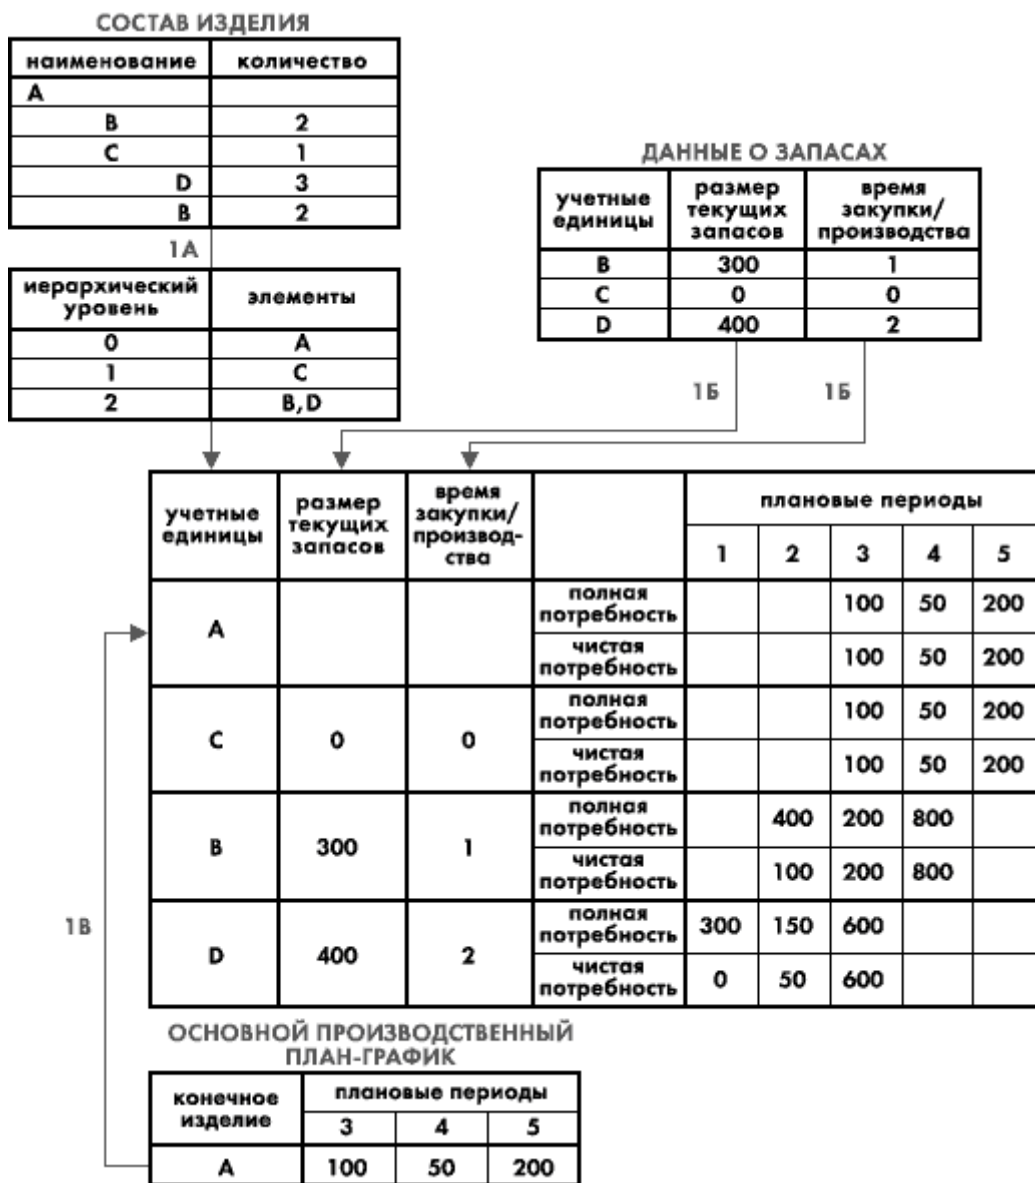 СОСТАВ ИЗДЕЛИЯ
наименование количество
A
B 2
C 1
D 3
B 2
1А
иерархический уровень элементы
0 A
1 C
2 B,D
ДАННЫЕ О ЗАПАСАХ
учетные единицы размер текущих запасов время закупки/ производства
B 300 1
C 0 0
D 400 2
1Б 1Б
учетные единицы размер текущих запасов время закупки/ производ- ства плановые периоды
1 2 3 4 5
A
полная потребность 100 50 200
чистая потребность 100 50 200
C 0 0
полная потребность 100 50 200
чистая потребность 100 50 200
B 300 1
полная потребность 400 200 800
чистая потребность 100 200 800
D 400 2
полная потребность 300 150 600
чистая потребность 0 50 600
1В
ОСНОВНОЙ ПРОИЗВОДСТВЕННЫЙ
ПЛАН-ГРАФИК
конечное изделие плановые периоды
3 4 5
A 100 50 200